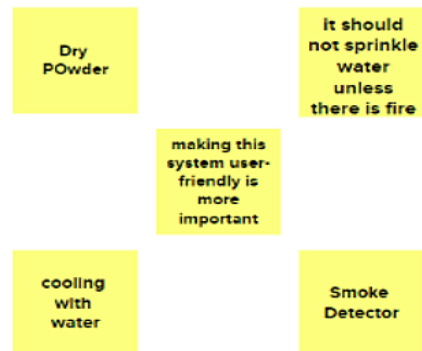 Dry
POwder
it should
not sprinkle
water
unless
there is fire
making this
system user-
friendly is
more
important
cooling
with
water
Smoke
Detector